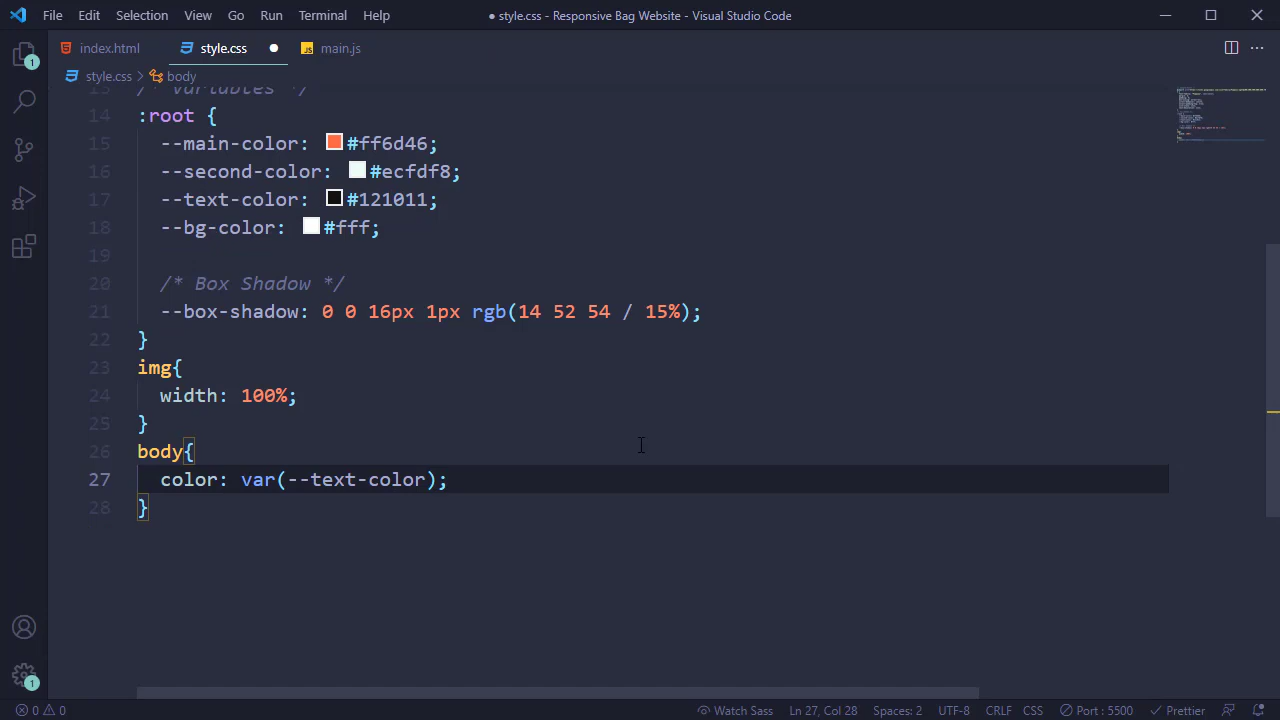 File Edit Selection View Go Run Terminal Help
● style.css - Responsive Bag Website - Visual Studio Code
index.html style.css main.js
style.css > body
13 /* Variables */
14 :root {
15 --main-color: #ff6d46;
16 --second-color: #ecfdf8;
17 --text-color: #121011;
18 --bg-color: #fff;
19
20 /* Box Shadow */
21 --box-shadow: 0 0 16px 1px rgb(14 52 54 / 15%);
22 }
23 img{
24 width: 100%;
25 }
26 body{
27 color: var(--text-color);
28 }
1
1
0 0 Watch Sass Ln 27, Col 28 Spaces: 2 UTF-8 CRLF CSS Port : 5500 Prettier